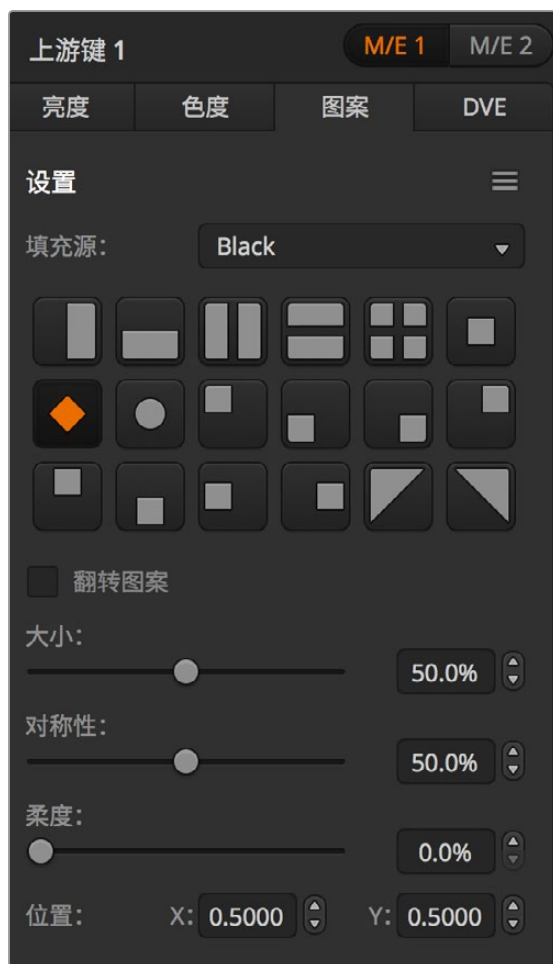 上游键 1 M/E 1 M/E 2
亮度 色度 图案 DVE
设置
填充源: Black
翻转图案
大小:
50.0%
对称性:
50.0%
柔度:
0.0%
位置: X: 0.5000 Y: 0.5000